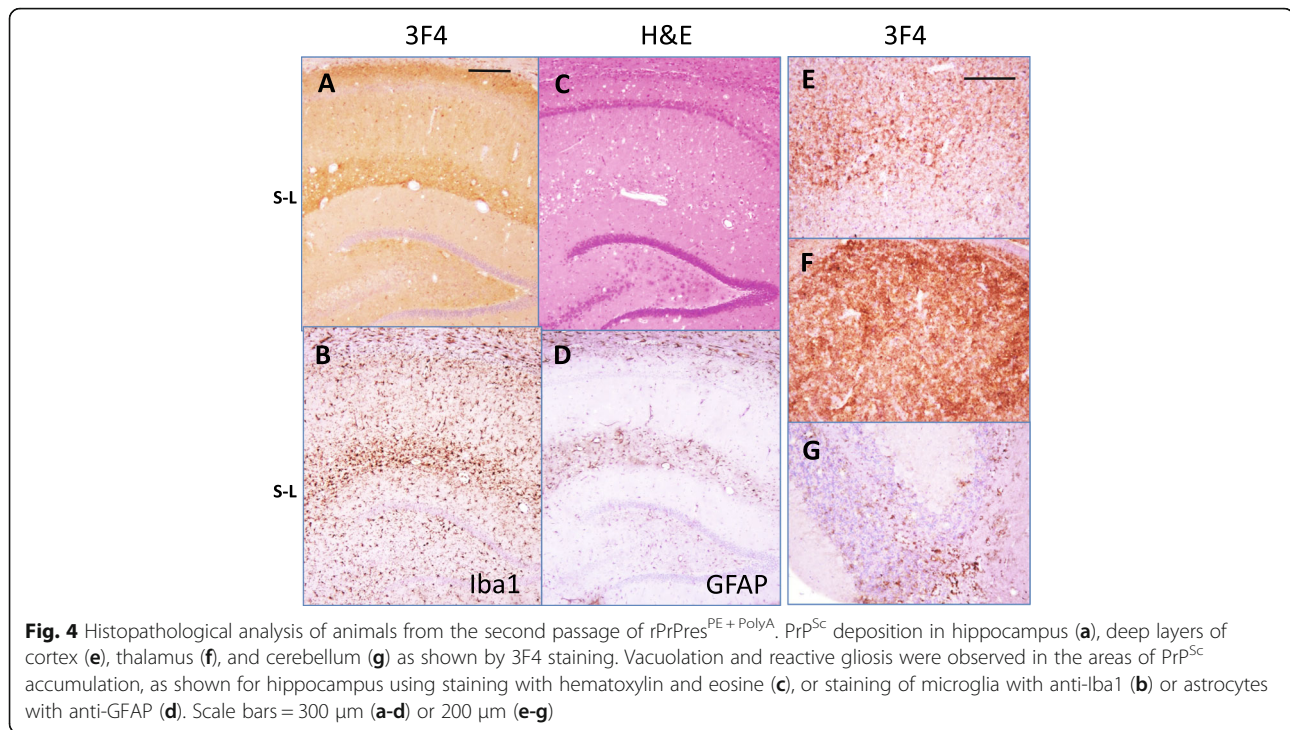 3F4 H&E 3F4
A C E
S-L
F
B D
G
S-L
Iba1 GFAP
Fig. 4 Histopathological analysis of animals from the second passage of rPrPres^PE + PolyA. PrP^Sc deposition in hippocampus (a), deep layers of
cortex (e), thalamus (f), and cerebellum (g) as shown by 3F4 staining. Vacuolation and reactive gliosis were observed in the areas of PrP^Sc
accumulation, as shown for hippocampus using staining with hematoxylin and eosine (c), or staining of microglia with anti-Iba1 (b) or astrocytes
with anti-GFAP (d). Scale bars = 300 μm (a-d) or 200 μm (e-g)